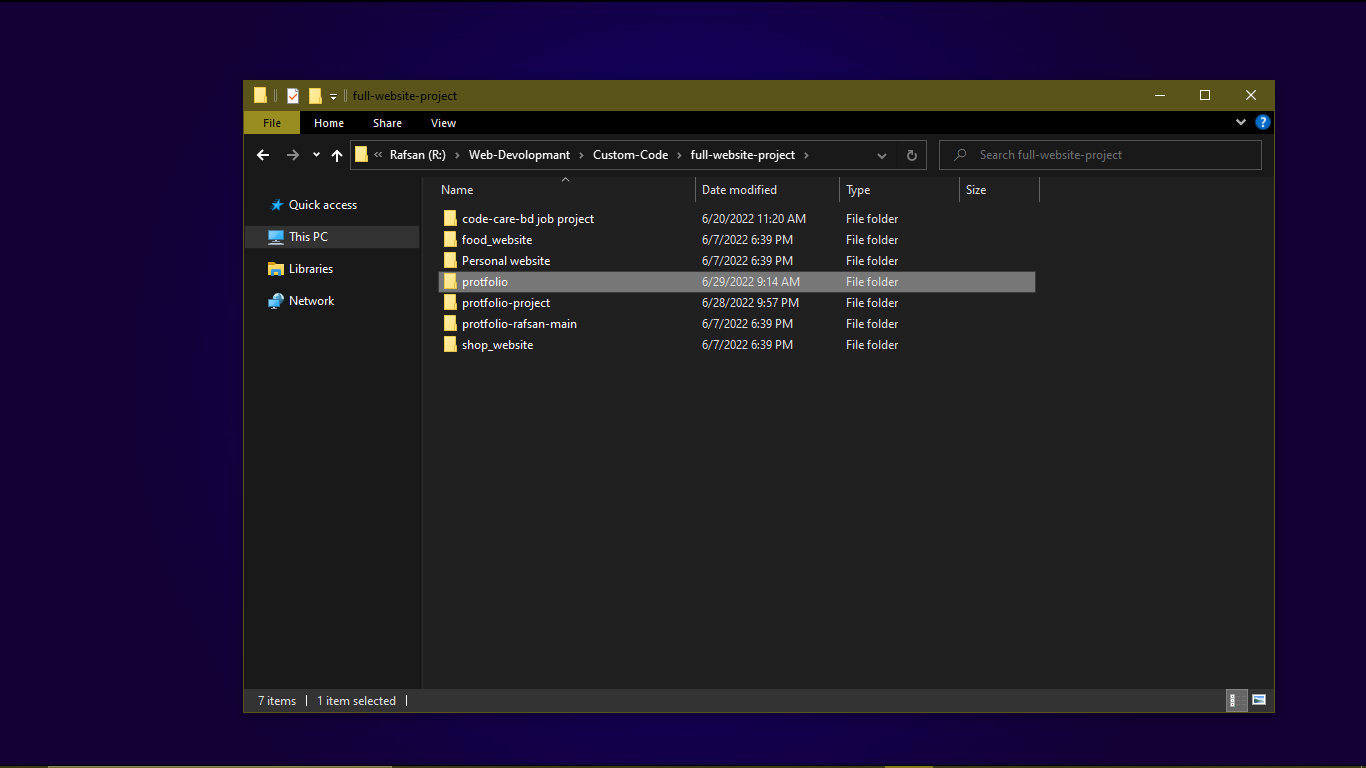 full-website-project
File Home Share View
Rafsan (R:) Web-Devolopmant Custom-Code full-website-project Search full-website-project
Name Date modified Type Size
Quick access
This PC
Libraries
Network
code-care-bd job project 6/20/2022 11:20 AM File folder
food_website 6/7/2022 6:39 PM File folder
Personal website 6/7/2022 6:39 PM File folder
protfolio 6/29/2022 9:14 AM File folder
protfolio-project 6/28/2022 9:57 PM File folder
protfolio-rafsan-main 6/7/2022 6:39 PM File folder
shop_website 6/7/2022 6:39 PM File folder
7 items 1 item selected